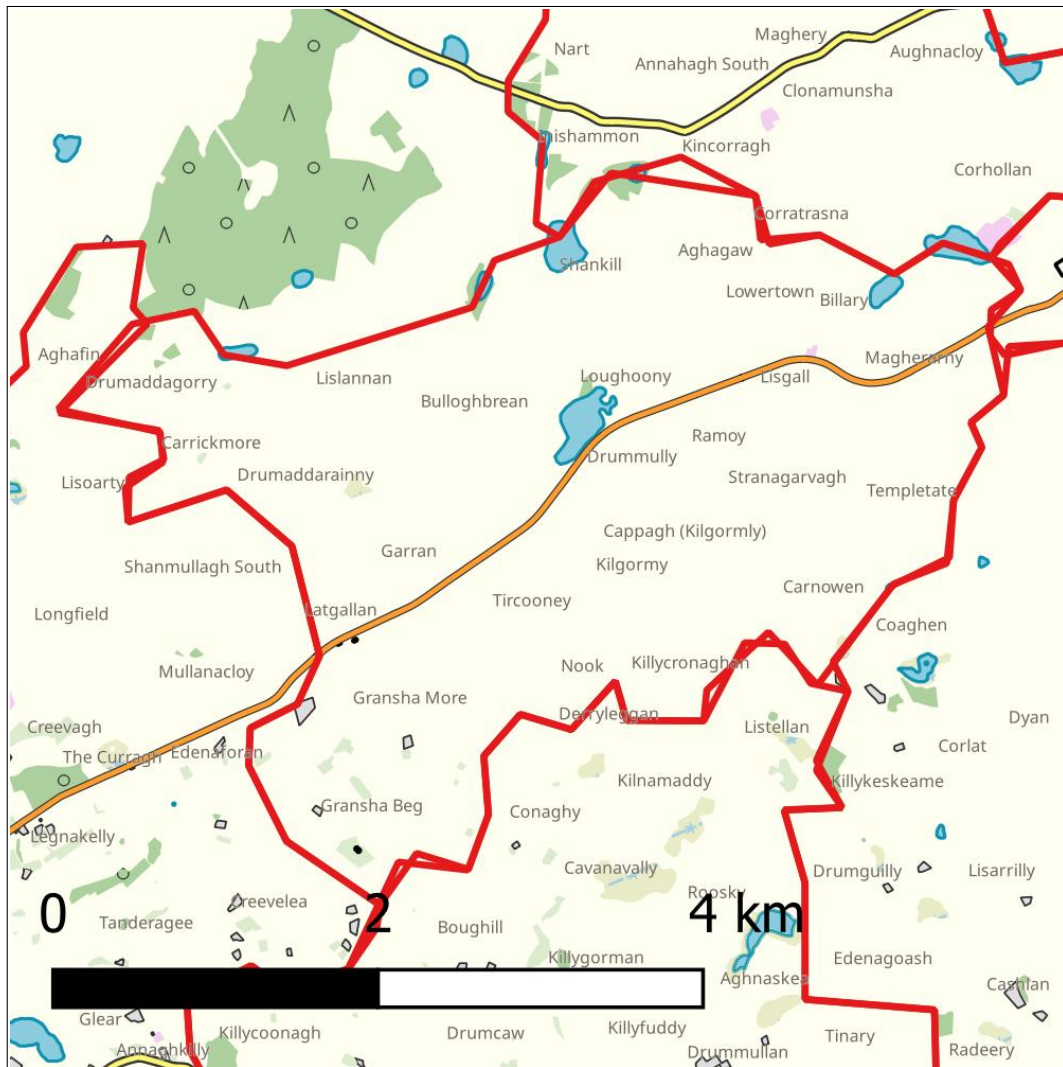 Maghery
Nart
Aughnacloy
Annahagh South
Clonamunsha
Inishammon
Kincorragh
Corhollan
Corratrasna
Aghagaw
Shankill
Lowertown
Billary
Aghafin
Magherarny
Drumaddagorry
Lislannan
Loughoony
Lisgall
Bulloghbrean
Ramoy
Carrickmore
Drummully
Drumaddarainny
Stranagarvagh
Lisoarty
Templetate
Cappagh (Kilgormly)
Garran
Kilgormy
Shanmullagh South
Carnowen
Tircooney
Latgallan
Longfield
Coaghen
Nook
Killycronaghan
Mullanacloy
Gransha More
Derryleggan
Dyan
Creevagh
Listellan
Corlat
Edenaforan
The Curragh
Kilnamaddy
Killykeskeame
Gransha Beg
Conaghy
Legnakelly
Cavanavally
Drumguilly
Lisarrilly
Roosky
Creevelea
0 2 4 km
Tanderagee
Boughill
Killygorman
Edenagoash
Aghnaskea
Cashlan
Glear
Killycoonagh
Drumcaw
Killyfuddy
Tinary
Annaghkilly
Drummullan
Radeery